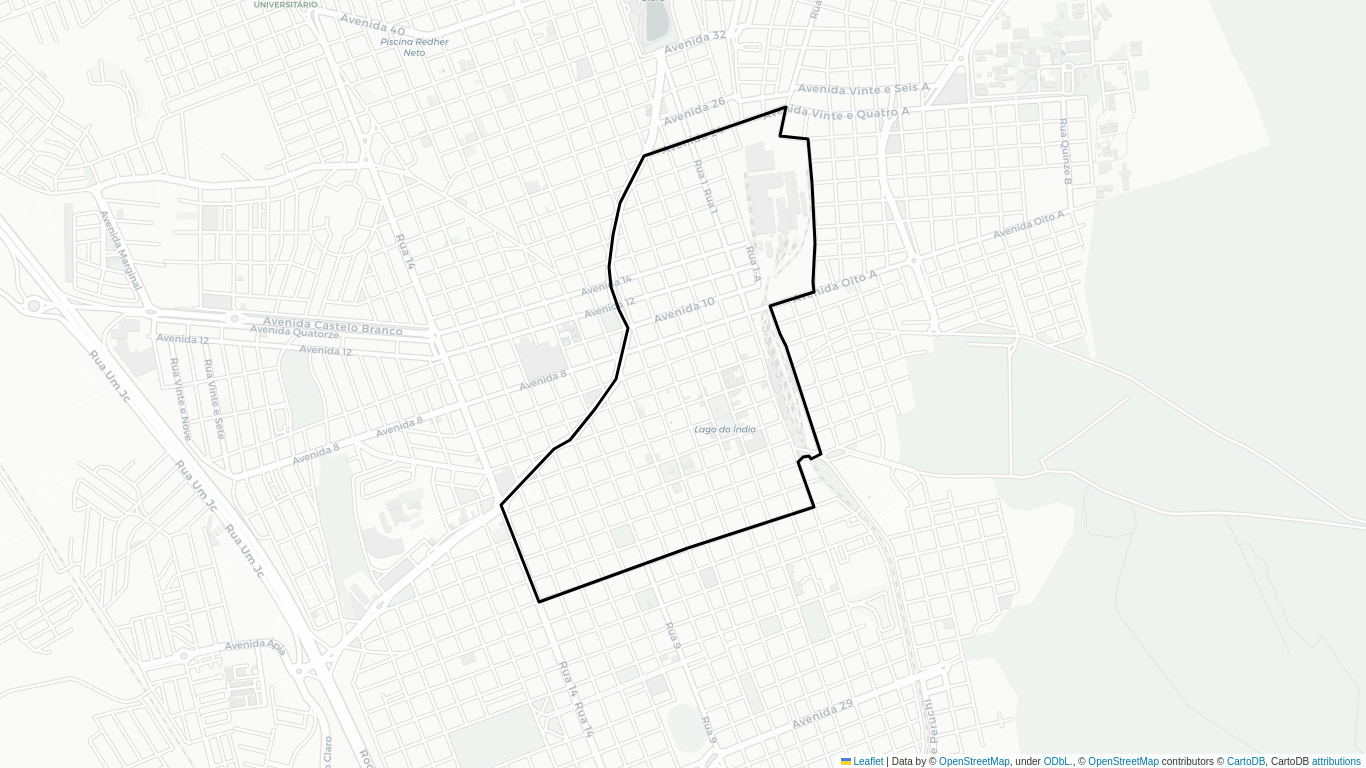 UNIVERSITÁRIO
Avenida 40
Piscina Redher
Neto
Avenida 32
Rua
Avenida 26
Avenida Vinte e Seis A
Avenida Vinte e Quatro A
Rua Quinze B
Rua 1
Rua 1
Avenida Marginal
Rua 14
Rua 1-A
Avenida Oito A
Avenida Oito A
Avenida 14
Avenida 12
Avenida 10
Avenida Castelo Branco
Avenida Quatorze
Avenida 12
Avenida 12
Rua Um Jc
Rua Vinte e Nove
Rua Vinte e Sete
Avenida 8
Avenida 8
Avenida 8
Lago do Índio
Rua Um Jc
Rua Um Jc
Avenida Ápia
Rua 9
Rua 14
Rua 14
Rua 9
Avenida 29
e Peruchi
Claro
Leaflet | Data by © OpenStreetMap, under ODbL., © OpenStreetMap contributors © CartoDB, CartoDB attributions